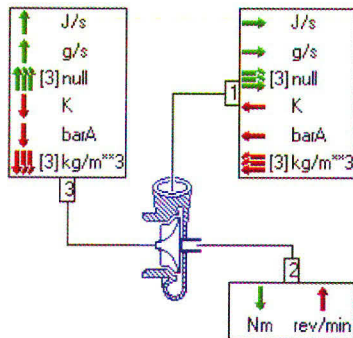 J/s
g/s
[3] null
K
barA
[3] kg/m**3
3
J/s
g/s
[3] null
K
barA
[3] kg/m**3
1
2
Nm rev/min